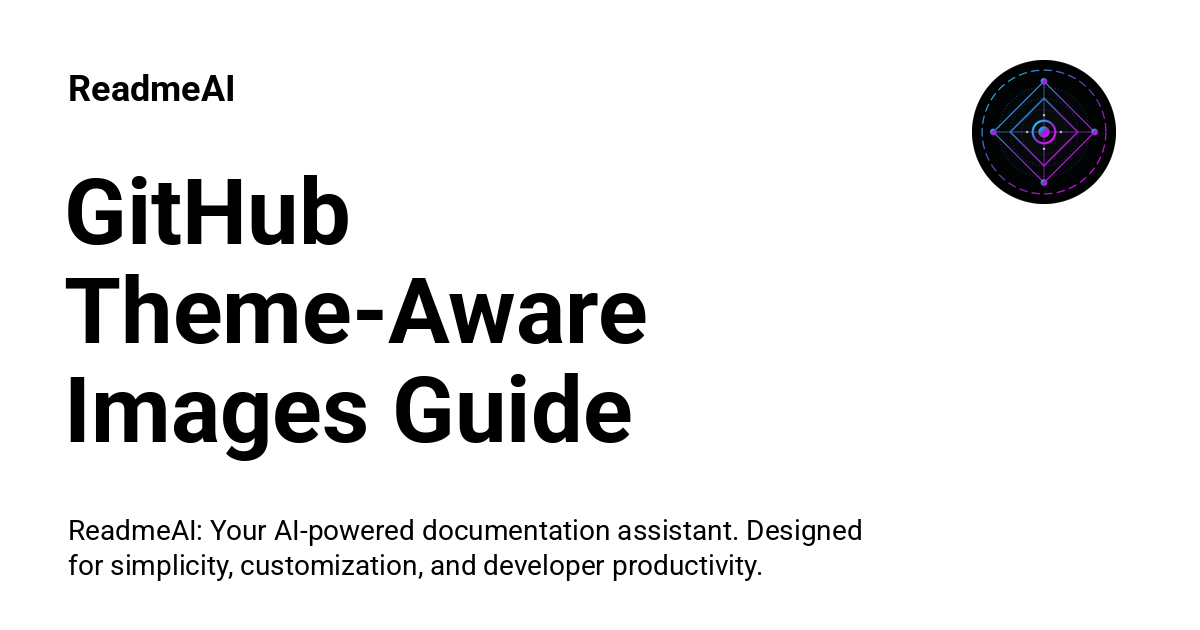 ReadmeAI
GitHub
Theme-Aware
Images Guide
ReadmeAI: Your AI-powered documentation assistant. Designed
for simplicity, customization, and developer productivity.